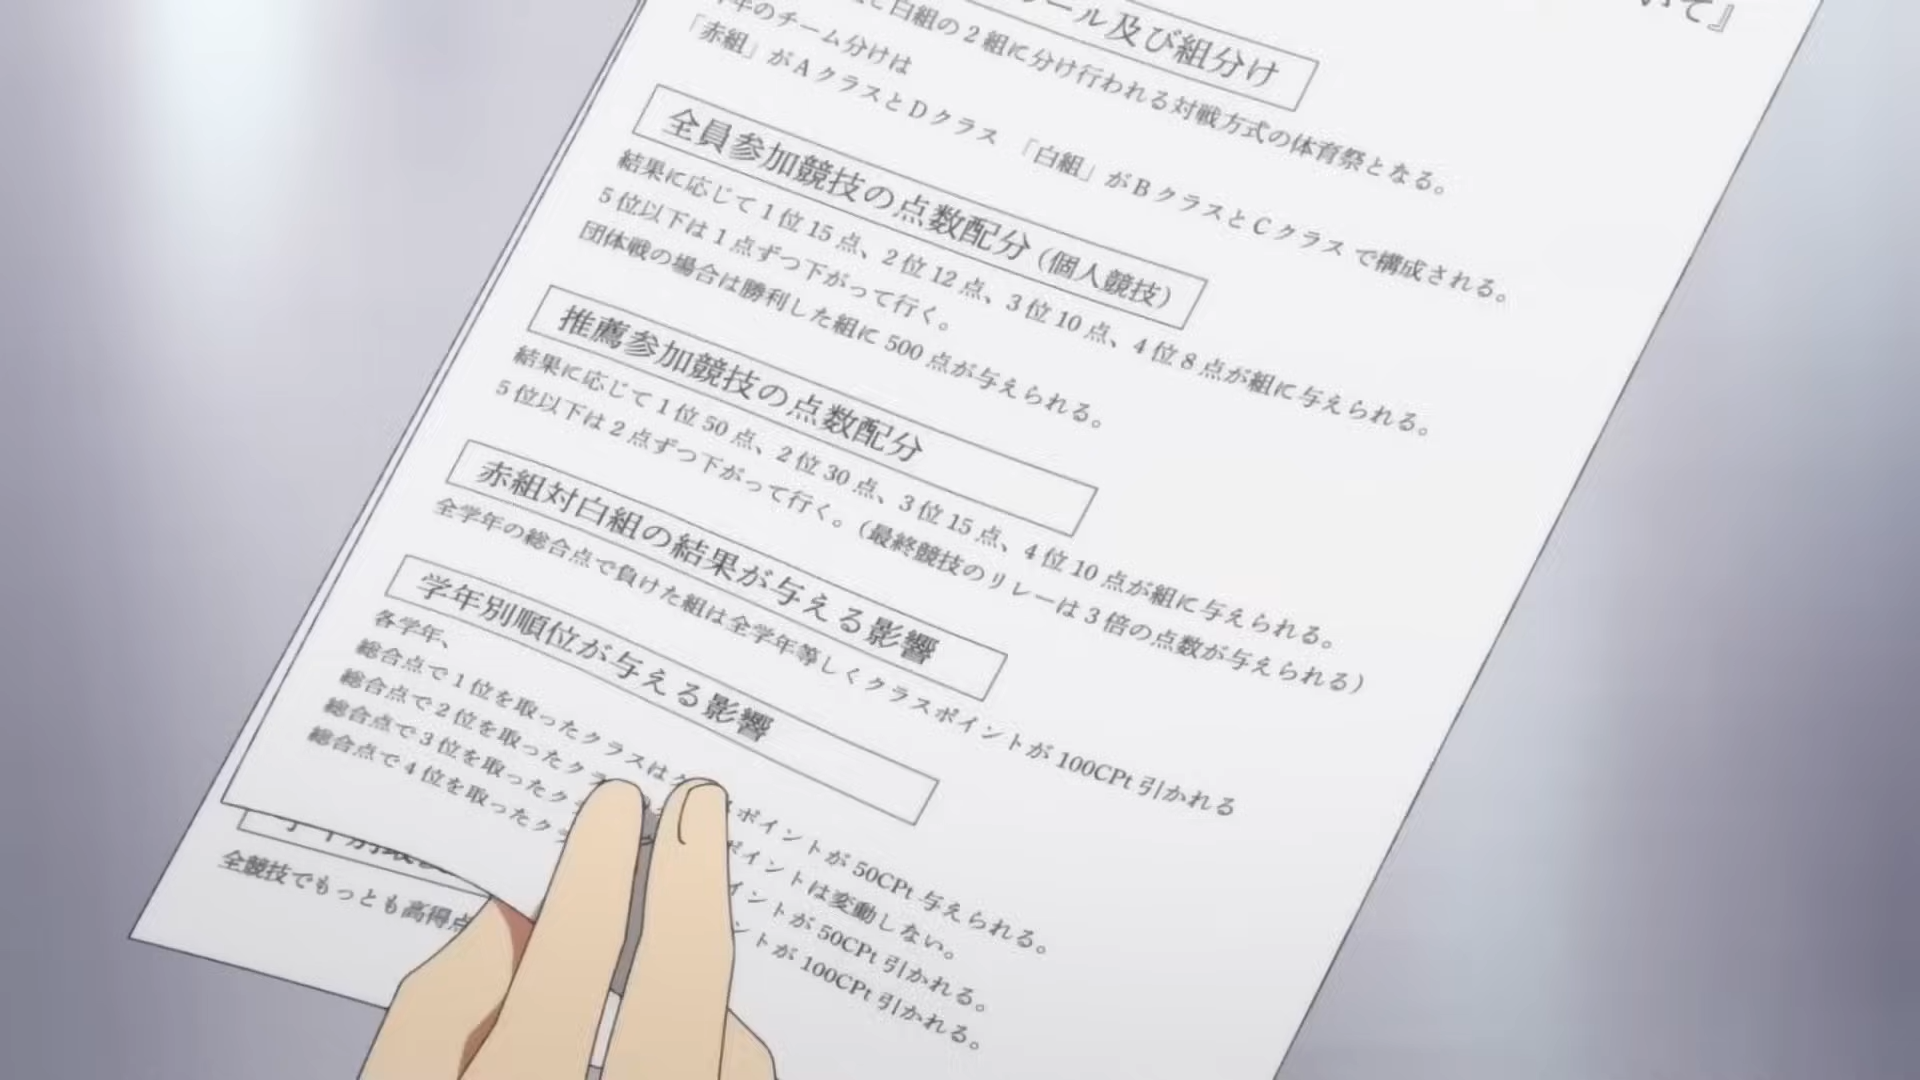 いて』
ール及び組分け
白組の2組に分け行われる対戦方式の体育祭となる。
年のチーム分けは
「赤組」がAクラスとDクラス 「白組」がBクラスとCクラスで構成される。
全員参加競技の点数配分(個人競技)
結果に応じて1位15点、2位12点、3位10点、4位8点が組に与えられる。
5位以下は1点ずつ下がって行く。
団体戦の場合は勝利した組に500点が与えられる。
推薦参加競技の点数配分
結果に応じて1位50点、2位30点、3位15点、4位10点が組に与えられる。
5位以下は2点ずつ下がって行く。(最終競技のリレーは3倍の点数が与えられる)
赤組対白組の結果が与える影響
全学年の総合点で負けた組は全学年等しくクラスポイントが100CPt引かれる
学年別順位が与える影響
各学年、
総合点で1位を取ったクラスはク ポイントが50CPt与えられる。
総合点で2位を取ったクラ ポイントは変動しない。
総合点で3位を取ったク イントが50CPt引かれる。
総合点で4位を取ったク ントが100CPt引かれる。
全競技でもっとも高得点